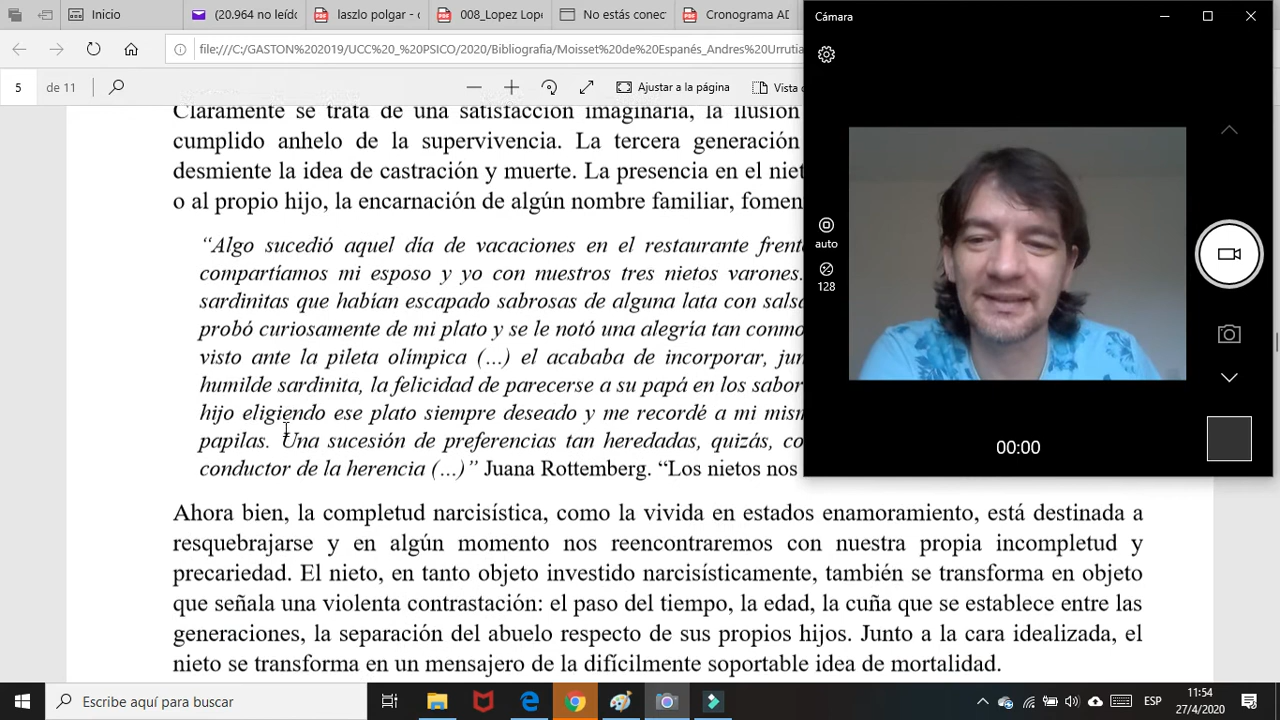 Inicio
(20.964 no leído
laszlo polgar -
008_Lopez Lop
No estás conec
Cronograma AD
Cámara
file:///C:/GASTON%202019/UCC%20_%20PSICO/2020/Bibliografia/Moisset%20de%20Espanés_Andres%20Urrutia
5 de 11
Ajustar a la página
Vista d
Claramente se trata de una satisfacción imaginaria, la ilusión
cumplido anhelo de la supervivencia. La tercera generación
desmiente la idea de castración y muerte. La presencia en el niet
o al propio hijo, la encarnación de algún nombre familiar, fomen
“Algo sucedió aquel día de vacaciones en el restaurante frente
compartíamos mi esposo y yo con nuestros tres nietos varones.
sardinitas que habían escapado sabrosas de alguna lata con salsa
probó curiosamente de mi plato y se le notó una alegría tan conmo
visto ante la pileta olímpica (…) el acababa de incorporar, jun
humilde sardinita, la felicidad de parecerse a su papá en los sabor
hijo eligiendo ese plato siempre deseado y me recordé a mi mism
papilas. Una sucesión de preferencias tan heredadas, quizás, co
conductor de la herencia (…)” Juana Rottemberg. “Los nietos nos
auto
128
00:00
Ahora bien, la completud narcisística, como la vivida en estados enamoramiento, está destinada a
resquebrajarse y en algún momento nos reencontraremos con nuestra propia incompletud y
precariedad. El nieto, en tanto objeto investido narcisísticamente, también se transforma en objeto
que señala una violenta contrastación: el paso del tiempo, la edad, la cuña que se establece entre las
generaciones, la separación del abuelo respecto de sus propios hijos. Junto a la cara idealizada, el
nieto se transforma en un mensajero de la difícilmente soportable idea de mortalidad.
Escribe aquí para buscar
ESP
11:54
27/4/2020